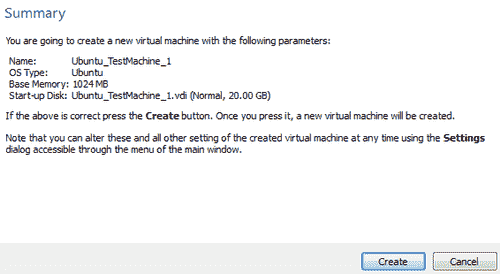 Summary
You are going to create a new virtual machine with the following parameters:
Name: Ubuntu_TestMachine_1
OS Type: Ubuntu
Base Memory: 1024 MB
Start-up Disk: Ubuntu_TestMachine_1.vdi (Normal, 20.00 GB)
If the above is correct press the Create button. Once you press it, a new virtual machine will be created.
Note that you can alter these and all other setting of the created virtual machine at any time using the Settings
dialog accessible through the menu of the main window.
Create Cancel